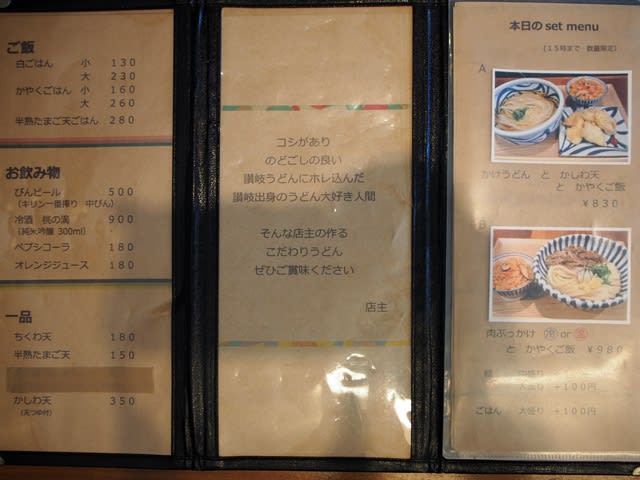 ご飯
白ごはん 小 130
大 230
かやくごはん 小 160
大 260
半熟たまご天ごはん 280
お飲み物
びんビール 500
(キリン一番搾り 中びん)
冷酒 桃の滴 900
(純米吟醸 300ml)
ペプシコーラ 180
オレンジジュース 180
一品
ちくわ天 180
半熟たまご天 150
かしわ天 350
(天つゆ付)
コシがあり
のどごしの良い
讃岐うどんにホレ込んだ
讃岐出身のうどん大好き人間
そんな店主の作る
こだわりうどん
ぜひご賞味ください
店主
本日の set menu
(15時まで 数量限定)
A
かけうどん と かしわ天
と かやくご飯
¥830
B
肉ぶっかけ 冷 or 温
と かやくご飯 ¥980
麺 中盛り
大盛り +100円
ごはん 大盛り +100円